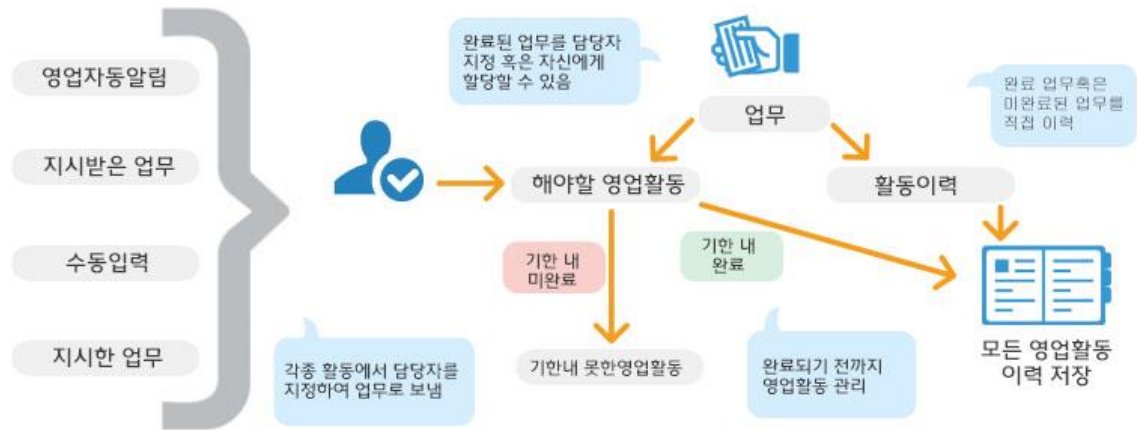 영업자동알림
지시받은 업무
수동입력
지시한 업무
완료된 업무를 담당자
지정 혹은 자신에게
할당할 수 있음
업무
완료 업무혹은
미완료된 업무를
직접 이력
해야할 영업활동
활동이력
기한 내
미완료
기한 내
완료
각종 활동에서 담당자를
지정하여 업무로 보냄
기한내 못한영업활동
완료되기 전까지
영업활동 관리
모든 영업활동
이력 저장